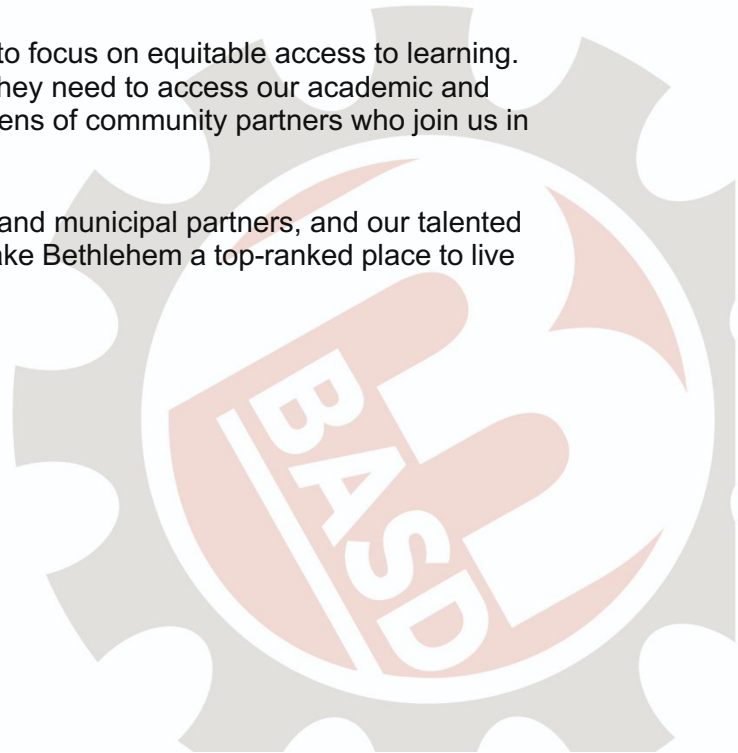 to focus on equitable access to learning.
hey need to access our academic and
ens of community partners who join us in
and municipal partners, and our talented
ake Bethlehem a top-ranked place to live
BASD